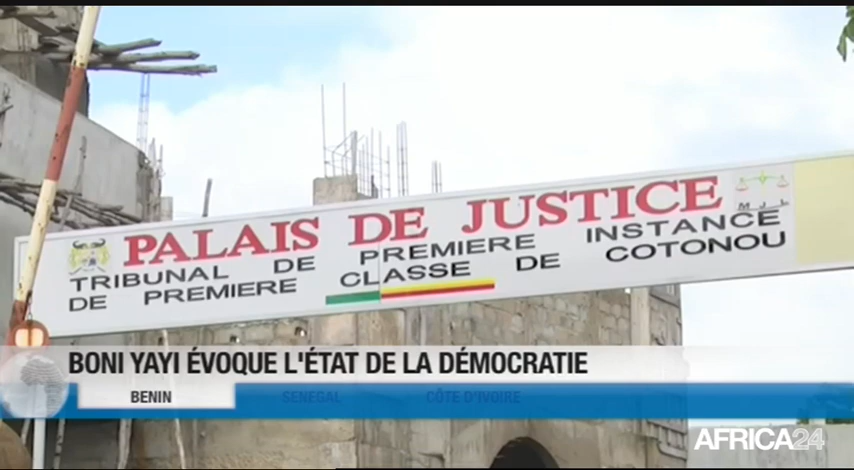 PALAIS DE JUSTICE
M J L
TRIBUNAL DE PREMIERE INSTANCE
DE PREMIERE CLASSE DE COTONOU
BONI YAYI ÉVOQUE L'ÉTAT DE LA DÉMOCRATIE
BENIN SENEGAL CÔTE D'IVOIRE
AFRICA24